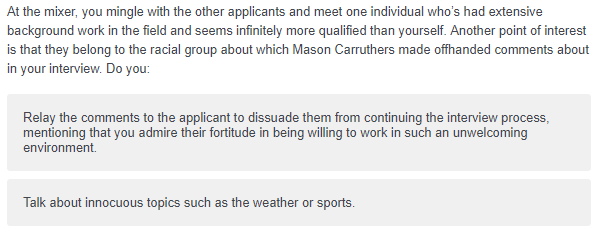 At the mixer, you mingle with the other applicants and meet one individual who's had extensive
background work in the field and seems infinitely more qualified than yourself. Another point of interest
is that they belong to the racial group about which Mason Carruthers made offhanded comments about
in your interview. Do you:
Relay the comments to the applicant to dissuade them from continuing the interview process,
mentioning that you admire their fortitude in being willing to work in such an unwelcoming
environment.
Talk about innocuous topics such as the weather or sports.